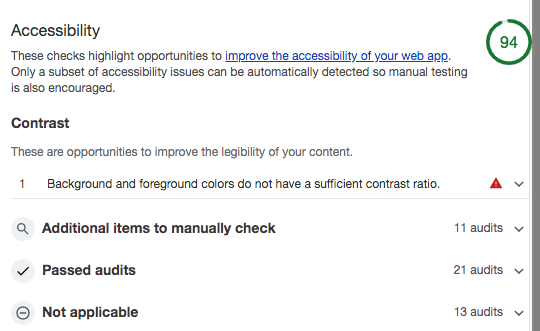 Accessibility
94
These checks highlight opportunities to improve the accessibility of your web app.
Only a subset of accessibility issues can be automatically detected so manual testing
is also encouraged.
Contrast
These are opportunities to improve the legibility of your content.
1 Background and foreground colors do not have a sufficient contrast ratio.
Additional items to manually check 11 audits
Passed audits 21 audits
Not applicable 13 audits